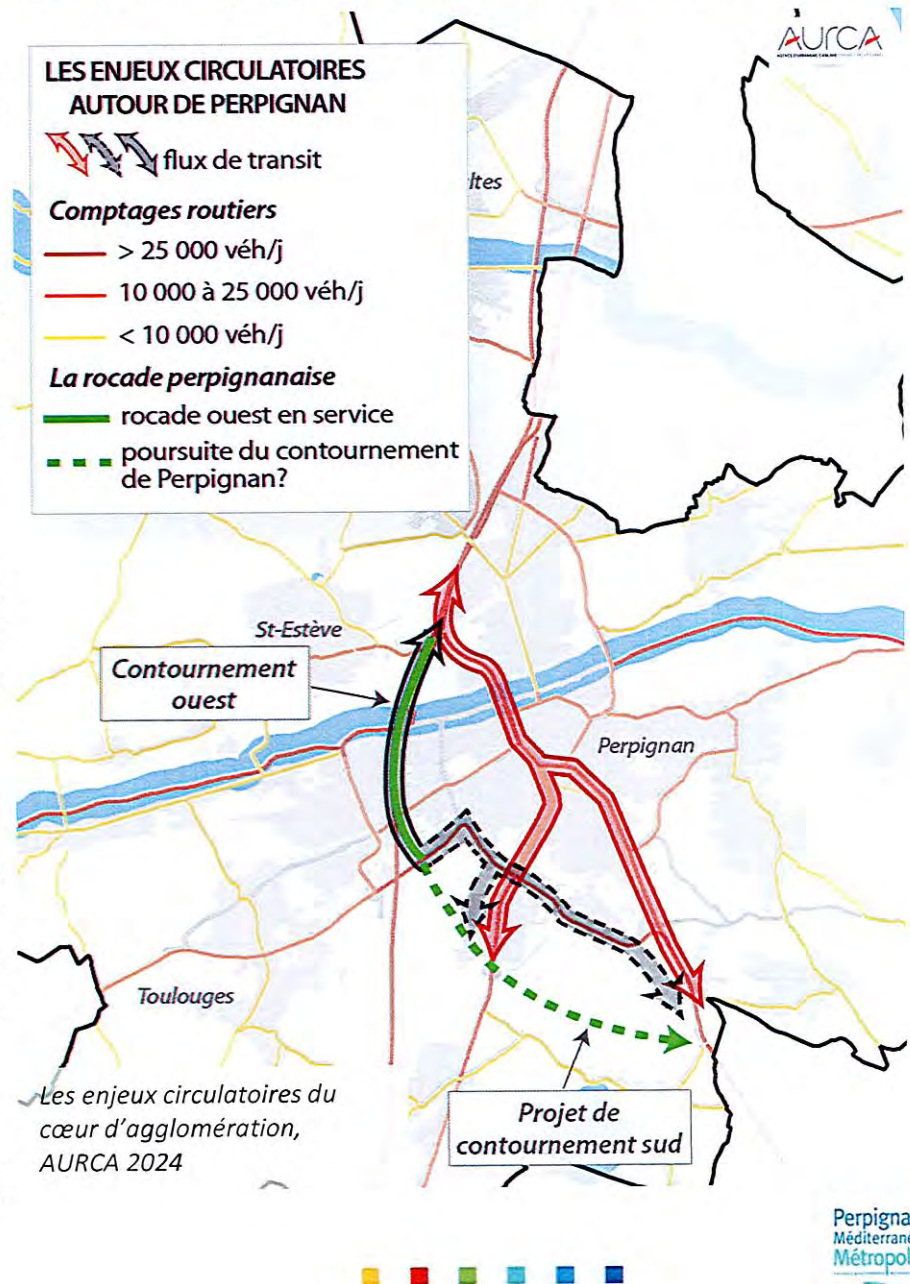 AURCA
LES ENJEUX CIRCULATOIRES
AUTOUR DE PERPIGNAN
flux de transit
Comptages routiers
> 25 000 véh/j
10 000 à 25 000 véh/j
< 10 000 véh/j
La rocade perpignanaise
rocade ouest en service
poursuite du contournement
de Perpignan?
ltes
St-Estève
Contournement
ouest
Perpignan
Toulouges
Les enjeux circulatoires du
cœur d'agglomération,
AURCA 2024
Projet de
contournement sud
Perpigna
Méditerrané
Métropol